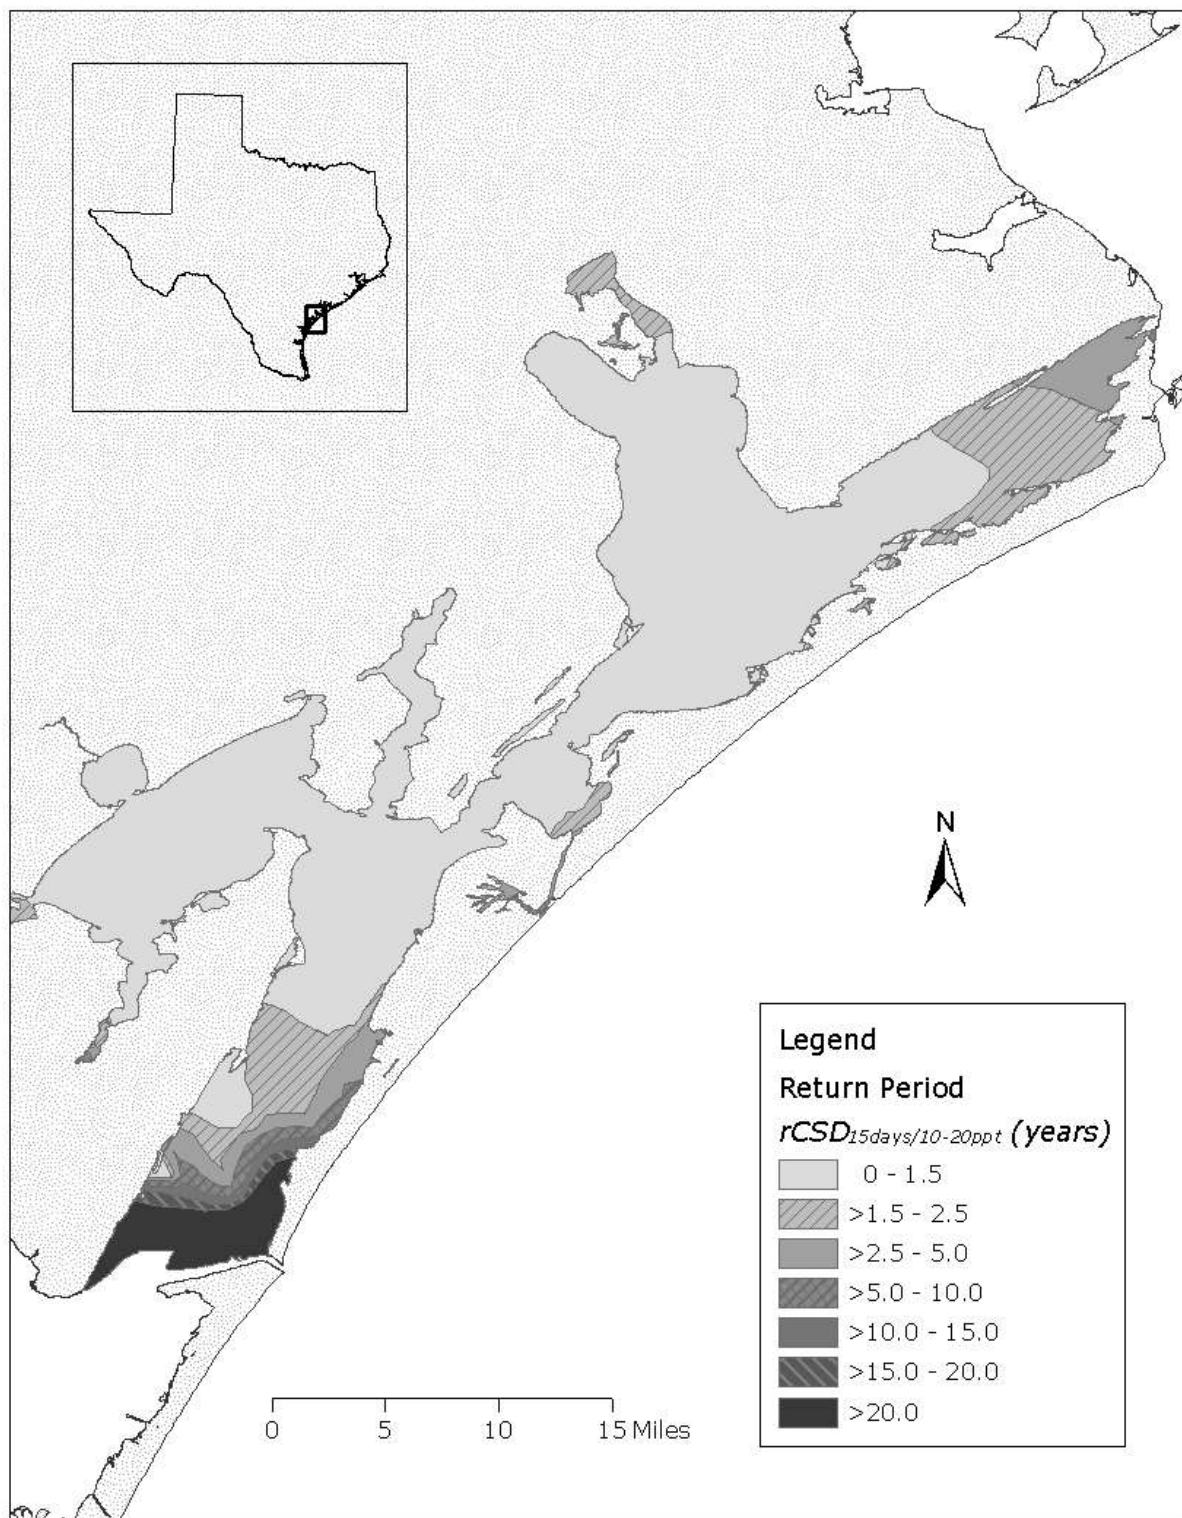 N
Legend
Return Period
rCSD15days/10-20ppt (years)
0 - 1.5
>1.5 - 2.5
>2.5 - 5.0
>5.0 - 10.0
>10.0 - 15.0
>15.0 - 20.0
>20.0
0 5 10 15 Miles